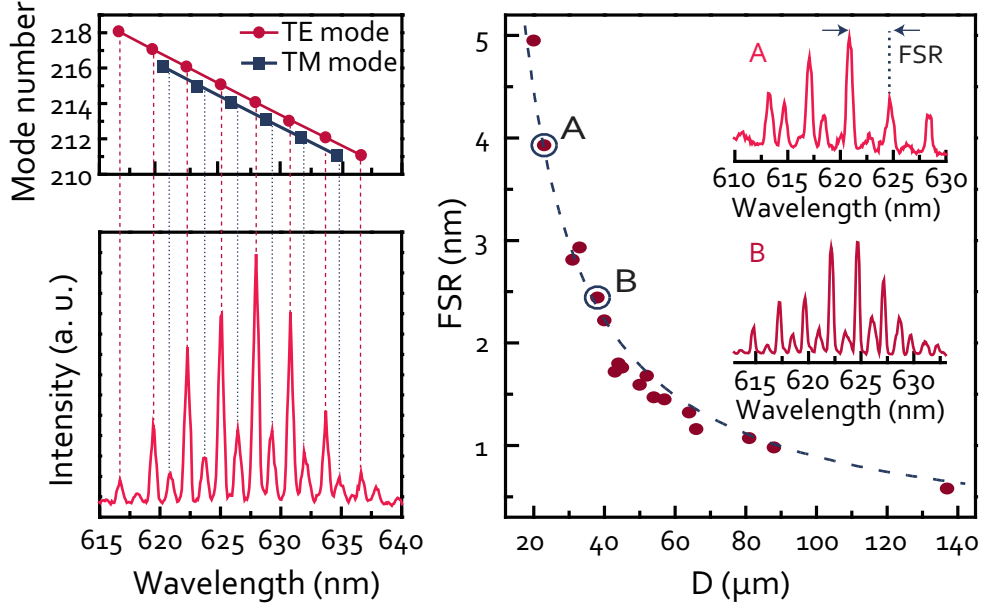 Mode number
218
216
214
212
210
TE mode
TM mode
Intensity (a. u.)
615 620 625 630 635 640
Wavelength (nm)
FSR (nm)
5
4
3
2
1
20 40 60 80 100 120 140
D (µm)
A
B
A
FSR
610 615 620 625 630
Wavelength (nm)
B
615 620 625 630
Wavelength (nm)